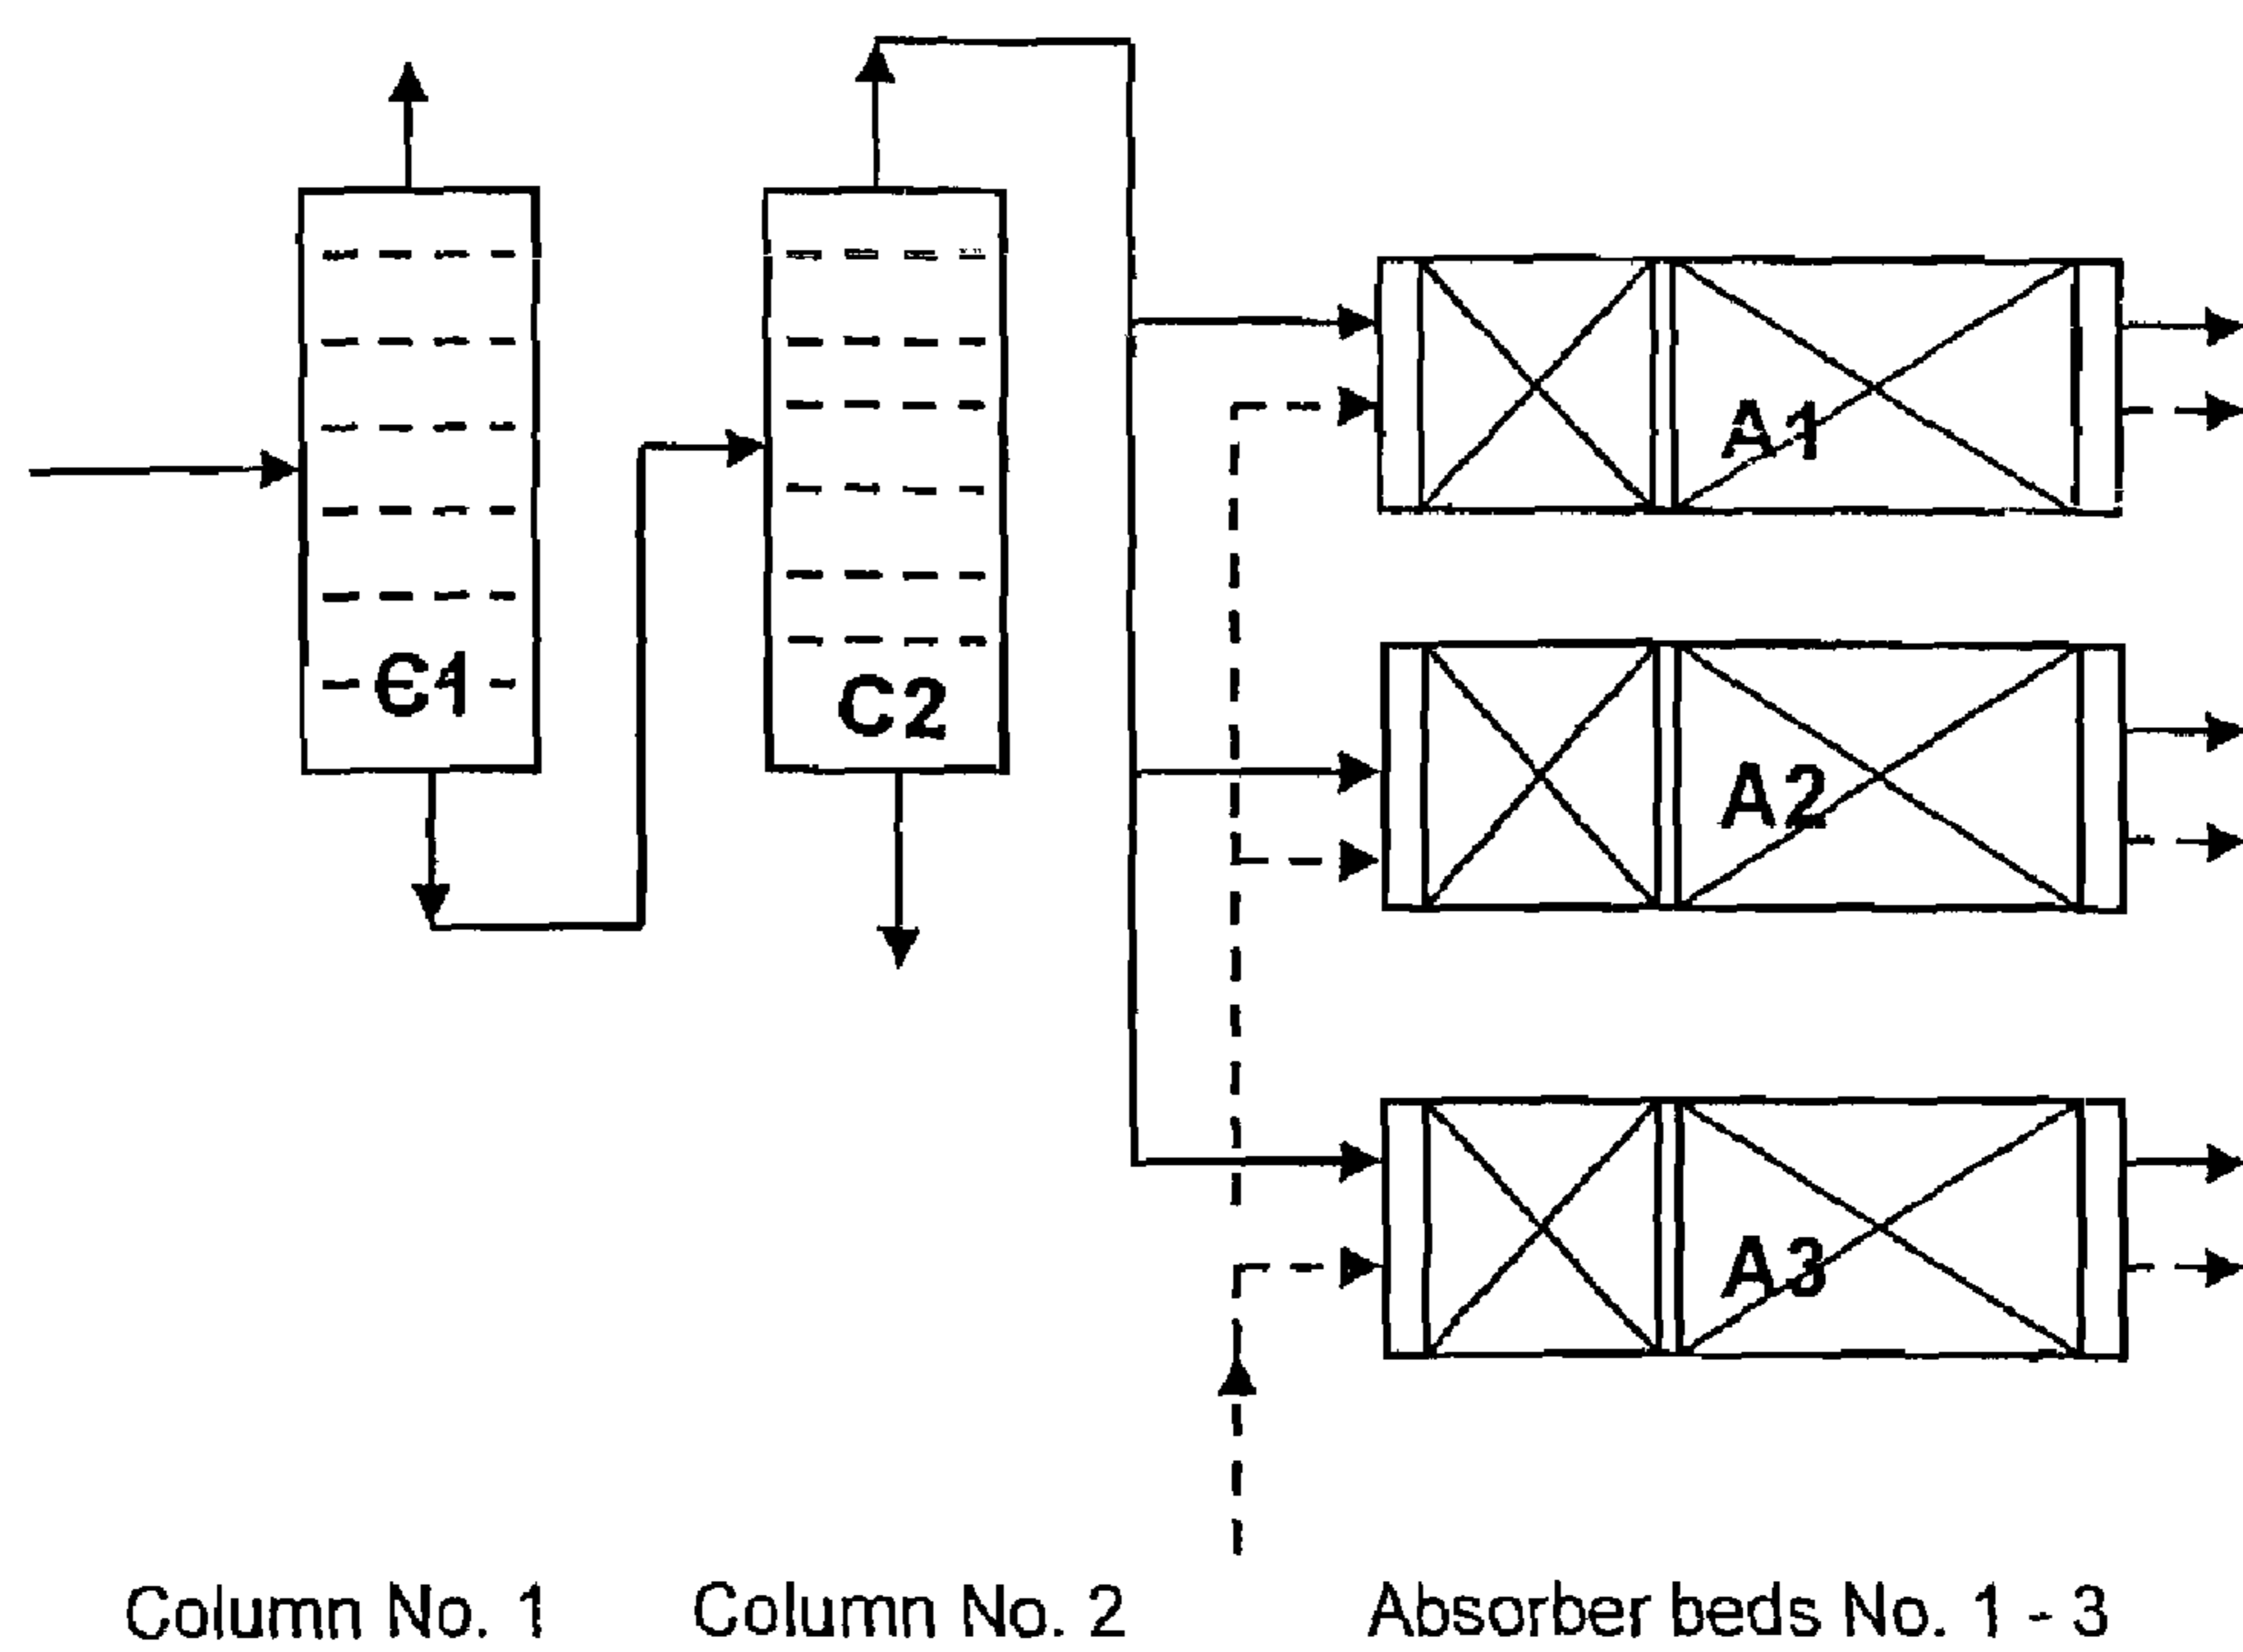 C1
C2
A1
A2
A3
Column No. 1
Column No. 2
Absorber beds No. 1 - 3